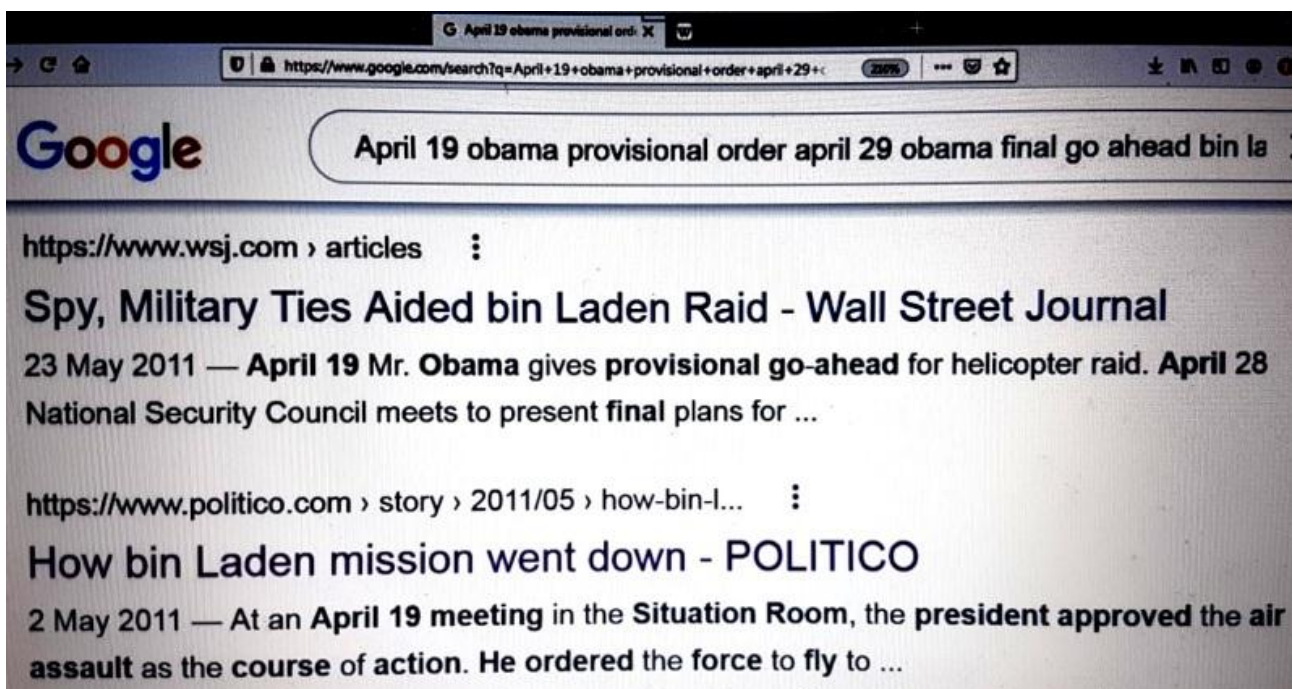 G April 19 obama provisional ord
https://www.google.com/search?q=April+19+obama+provisional+order+april+29+
210%
Google
April 19 obama provisional order april 29 obama final go ahead bin la
https://www.wsj.com › articles
Spy, Military Ties Aided bin Laden Raid - Wall Street Journal
23 May 2011 — April 19 Mr. Obama gives provisional go-ahead for helicopter raid. April 28
National Security Council meets to present final plans for ...
https://www.politico.com › story › 2011/05 › how-bin-l...
How bin Laden mission went down - POLITICO
2 May 2011 — At an April 19 meeting in the Situation Room, the president approved the air
assault as the course of action. He ordered the force to fly to ...